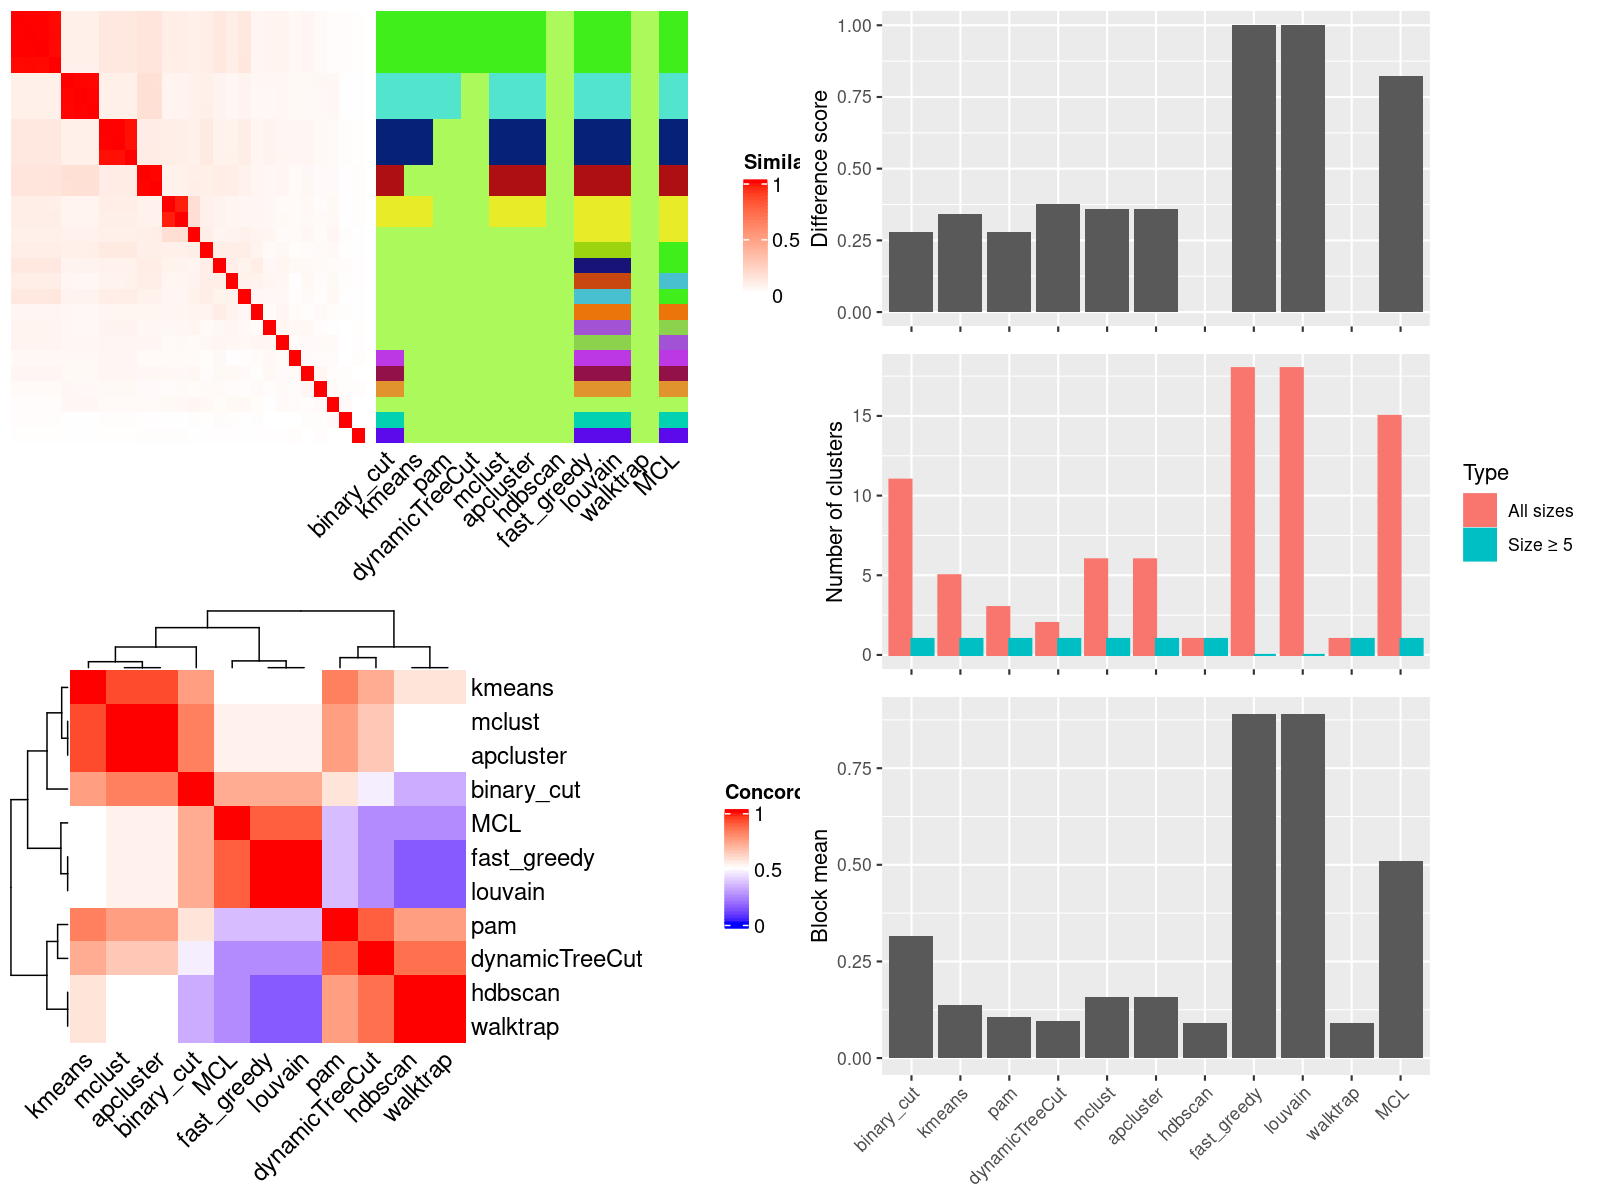 Simila
1
0.5
0
binary_cut
kmeans
pam
dynamicTreeCut
mclust
apcluster
hdbscan
fast_greedy
louvain
walktrap
MCL
kmeans
mclust
apcluster
binary_cut
MCL
fast_greedy
louvain
pam
dynamicTreeCut
hdbscan
walktrap
kmeans
mclust
apcluster
binary_cut
MCL
fast_greedy
louvain
pam
dynamicTreeCut
hdbscan
walktrap
Concord
1
0.5
0
Difference score
1.00
0.75
0.50
0.25
0.00
Number of clusters
15
10
5
0
Type
All sizes
Size ≥ 5
Block mean
0.75
0.50
0.25
0.00
binary_cut
kmeans
pam
dynamicTreeCut
mclust
apcluster
hdbscan
fast_greedy
louvain
walktrap
MCL